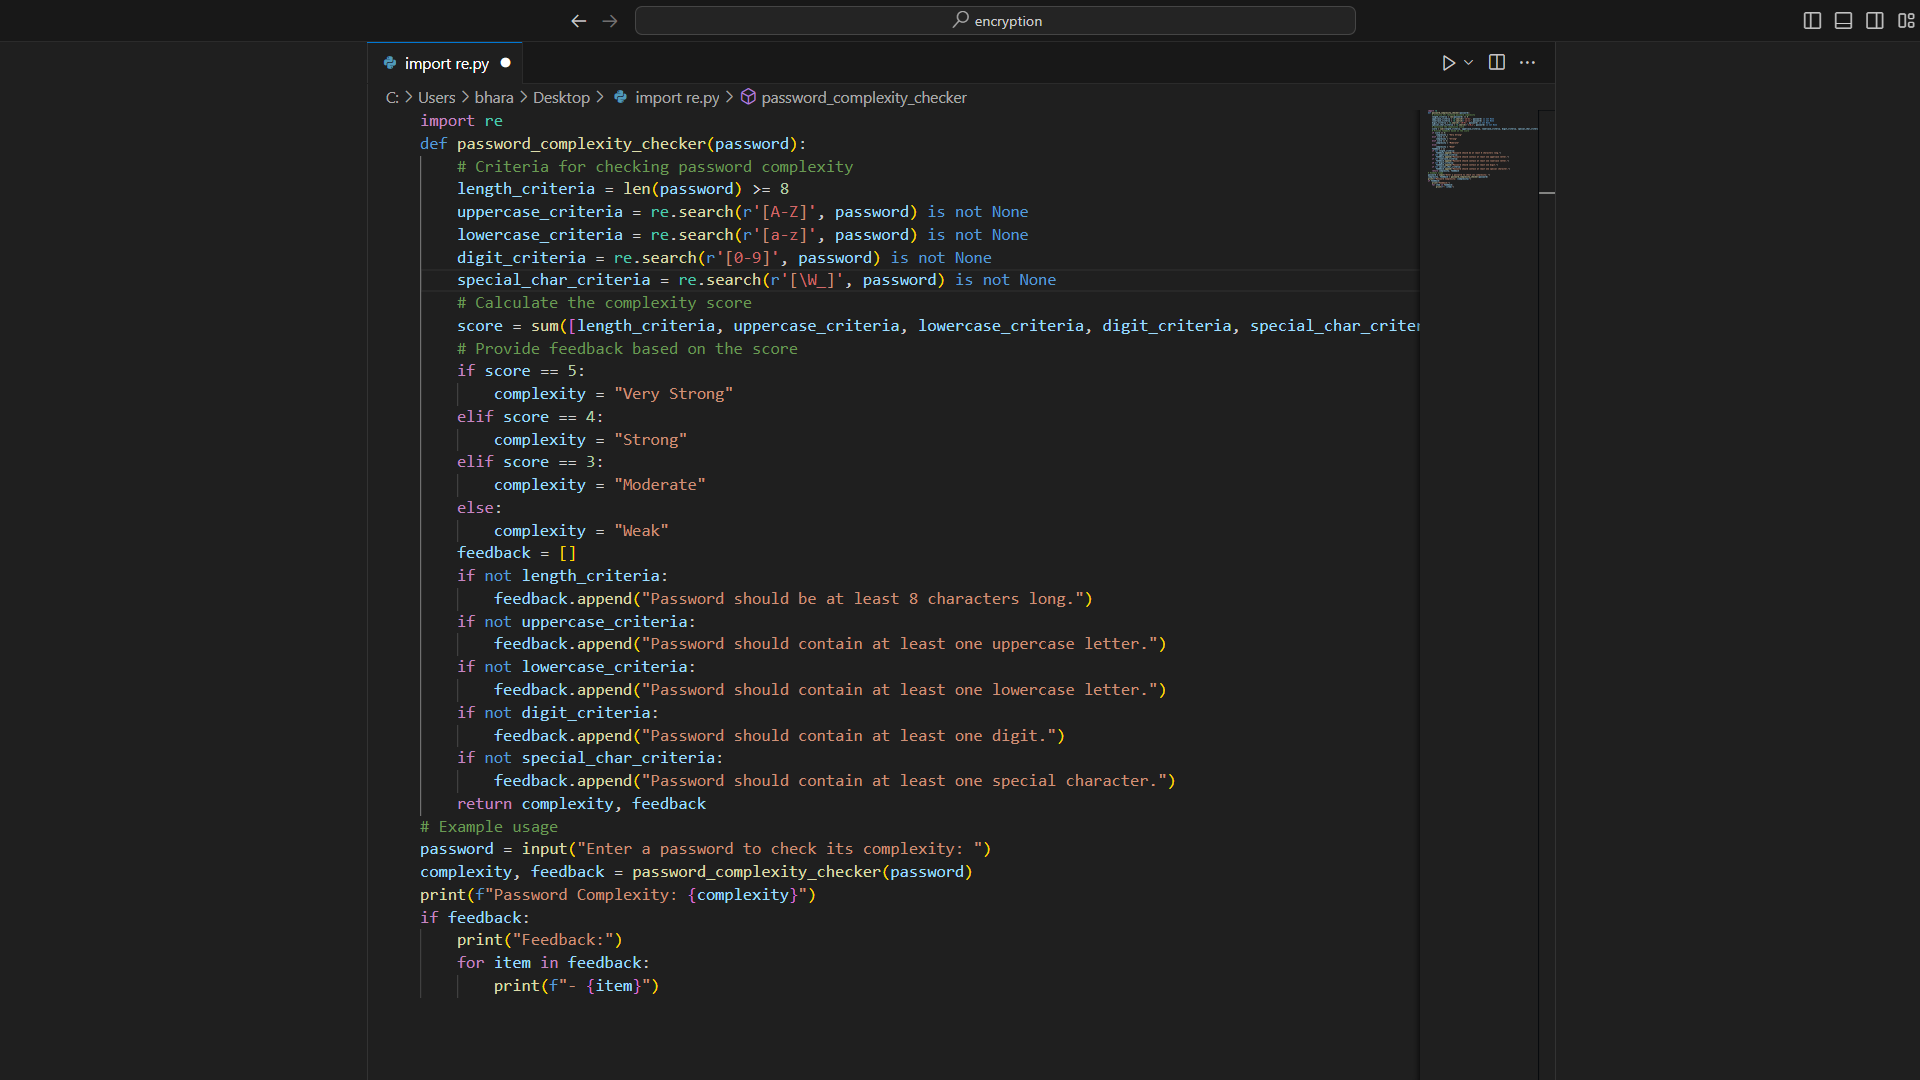 encryption
import re.py
C: > Users > bhara > Desktop > import re.py > password_complexity_checker
import re
def password_complexity_checker(password):
    # Criteria for checking password complexity
    length_criteria = len(password) >= 8
    uppercase_criteria = re.search(r'[A-Z]', password) is not None
    lowercase_criteria = re.search(r'[a-z]', password) is not None
    digit_criteria = re.search(r'[0-9]', password) is not None
    special_char_criteria = re.search(r'[\W_]', password) is not None
    # Calculate the complexity score
    score = sum([length_criteria, uppercase_criteria, lowercase_criteria, digit_criteria, special_char_criter
    # Provide feedback based on the score
    if score == 5:
        complexity = "Very Strong"
    elif score == 4:
        complexity = "Strong"
    elif score == 3:
        complexity = "Moderate"
    else:
        complexity = "Weak"
    feedback = []
    if not length_criteria:
        feedback.append("Password should be at least 8 characters long.")
    if not uppercase_criteria:
        feedback.append("Password should contain at least one uppercase letter.")
    if not lowercase_criteria:
        feedback.append("Password should contain at least one lowercase letter.")
    if not digit_criteria:
        feedback.append("Password should contain at least one digit.")
    if not special_char_criteria:
        feedback.append("Password should contain at least one special character.")
    return complexity, feedback
# Example usage
password = input("Enter a password to check its complexity: ")
complexity, feedback = password_complexity_checker(password)
print(f"Password Complexity: {complexity}")
if feedback:
    print("Feedback:")
    for item in feedback:
        print(f"- {item}")